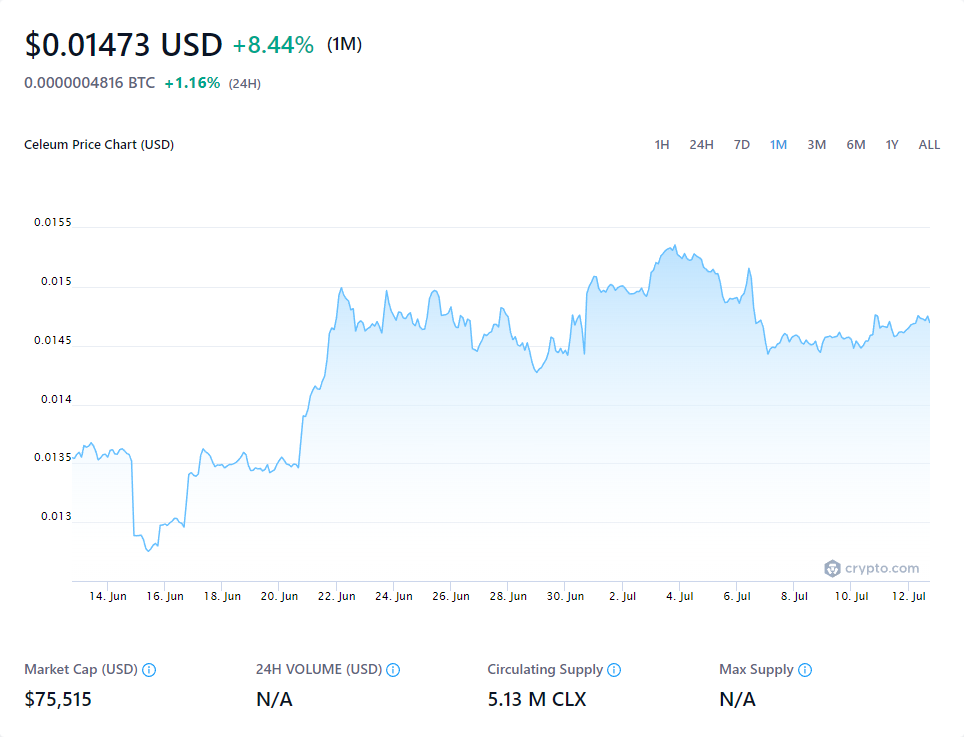 $0.01473 USD +8.44% (1M)
0.0000004816 BTC +1.16% (24H)
Celeum Price Chart (USD)
1H 24H 7D 1M 3M 6M 1Y ALL
0.0155
0.015
0.0145
0.014
0.0135
0.013
crypto.com
14. Jun 16. Jun 18. Jun 20. Jun 22. Jun 24. Jun 26. Jun 28. Jun 30. Jun 2. Jul 4. Jul 6. Jul 8. Jul 10. Jul 12. Jul
Market Cap (USD) 24H VOLUME (USD) Circulating Supply Max Supply
$75,515 N/A 5.13 M CLX N/A